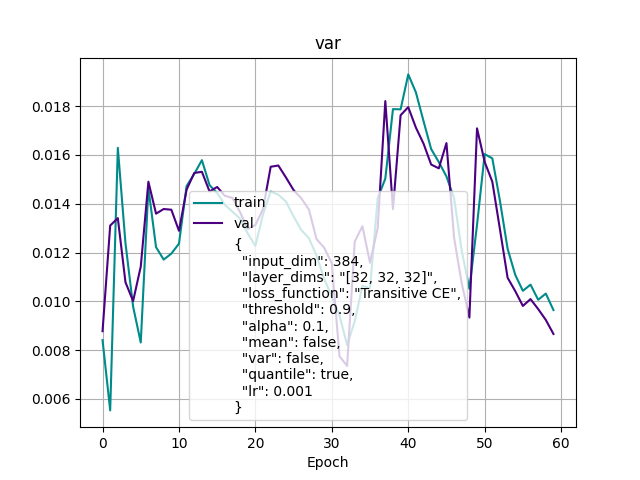 var
0.018
0.016
0.014
0.012
0.010
0.008
0.006
train
val
{
"input_dim": 384,
"layer_dims": "[32, 32, 32]",
"loss_function": "Transitive CE",
"threshold": 0.9,
"alpha": 0.1,
"mean": false,
"var": false,
"quantile": true,
"lr": 0.001
}
0 10 20 30 40 50 60
Epoch